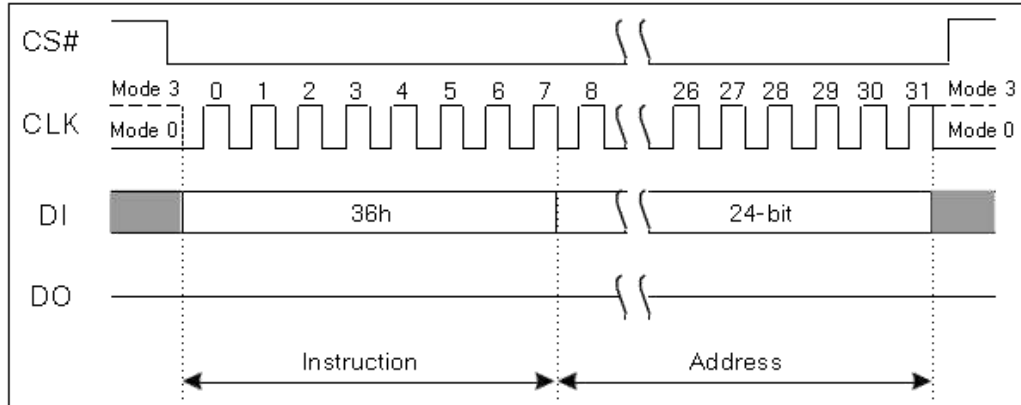 CS#
Mode 3 0 1 2 3 4 5 6 7 8 26 27 28 29 30 31 Mode 3
CLK
Mode 0 Mode 0
DI 36h 24-bit
DO
Instruction Address